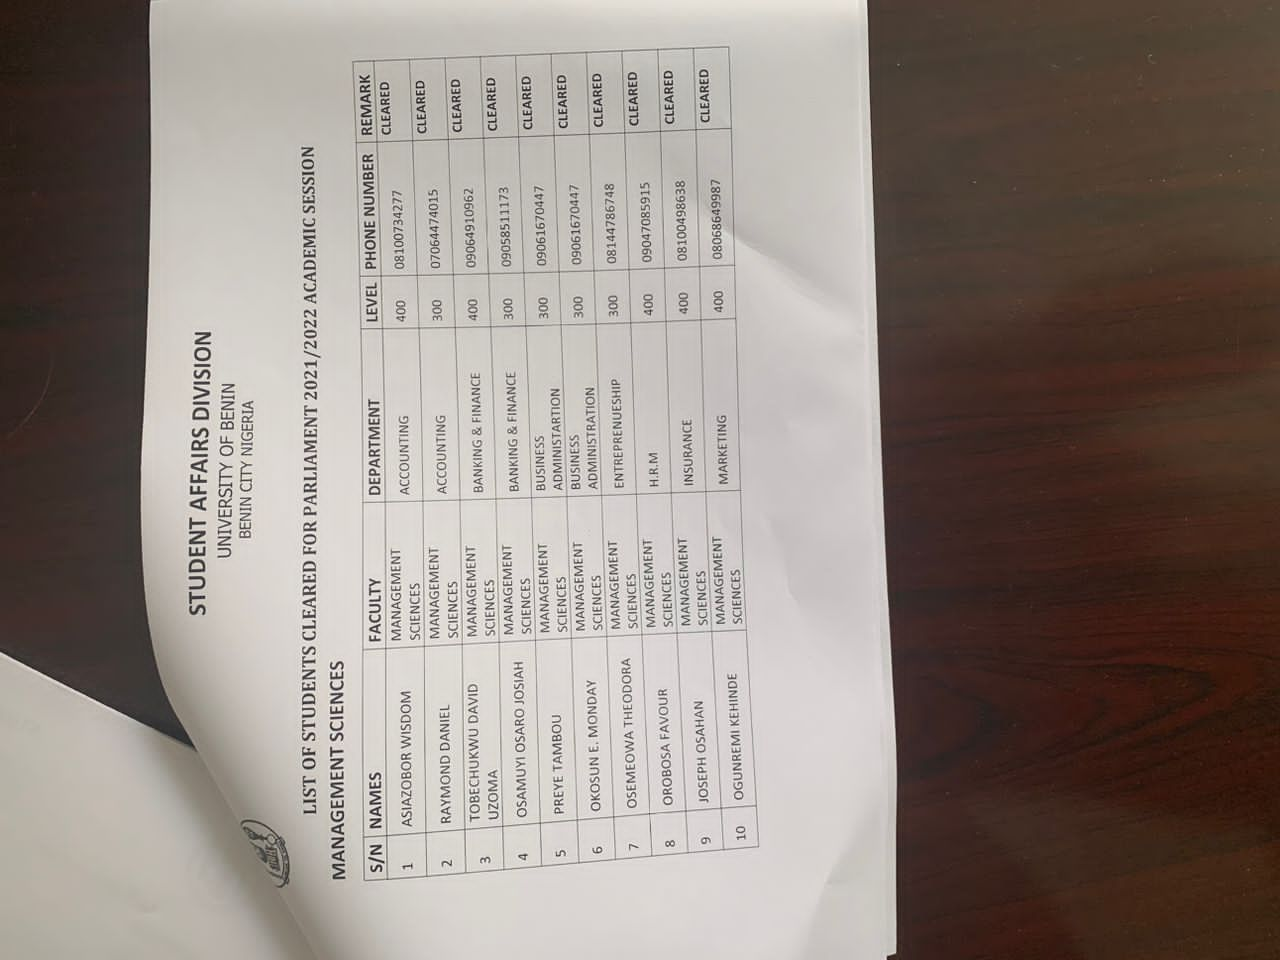 STUDENT AFFAIRS DIVISION
UNIVERSITY OF BENIN
BENIN CITY NIGERIA
LIST OF STUDENTS CLEARED FOR PARLIAMENT 2021/2022 ACADEMIC SESSION
MANAGEMENT SCIENCES
S/N NAMES FACULTY DEPARTMENT LEVEL PHONE NUMBER REMARK
1 ASIAZOBOR WISDOM MANAGEMENT SCIENCES ACCOUNTING 400 08100734277 CLEARED
2 RAYMOND DANIEL MANAGEMENT SCIENCES ACCOUNTING 300 07064474015 CLEARED
3 TOBECHUKWU DAVID UZOMA MANAGEMENT SCIENCES BANKING & FINANCE 400 09064910962 CLEARED
4 OSAMUYI OSARO JOSIAH MANAGEMENT SCIENCES BANKING & FINANCE 300 09058511173 CLEARED
5 PREYE TAMBOU MANAGEMENT SCIENCES BUSINESS ADMINISTARTION 300 09061670447 CLEARED
6 OKOSUN E. MONDAY MANAGEMENT SCIENCES BUSINESS ADMINISTRATION 300 09061670447 CLEARED
7 OSEMEOWA THEODORA MANAGEMENT SCIENCES ENTREPRENUESHIP 300 08144786748 CLEARED
8 OROBOSA FAVOUR MANAGEMENT SCIENCES H.R.M 400 09047085915 CLEARED
9 JOSEPH OSAHAN MANAGEMENT SCIENCES INSURANCE 400 08100498638 CLEARED
10 OGUNREMI KEHINDE MANAGEMENT SCIENCES MARKETING 400 08068649987 CLEARED